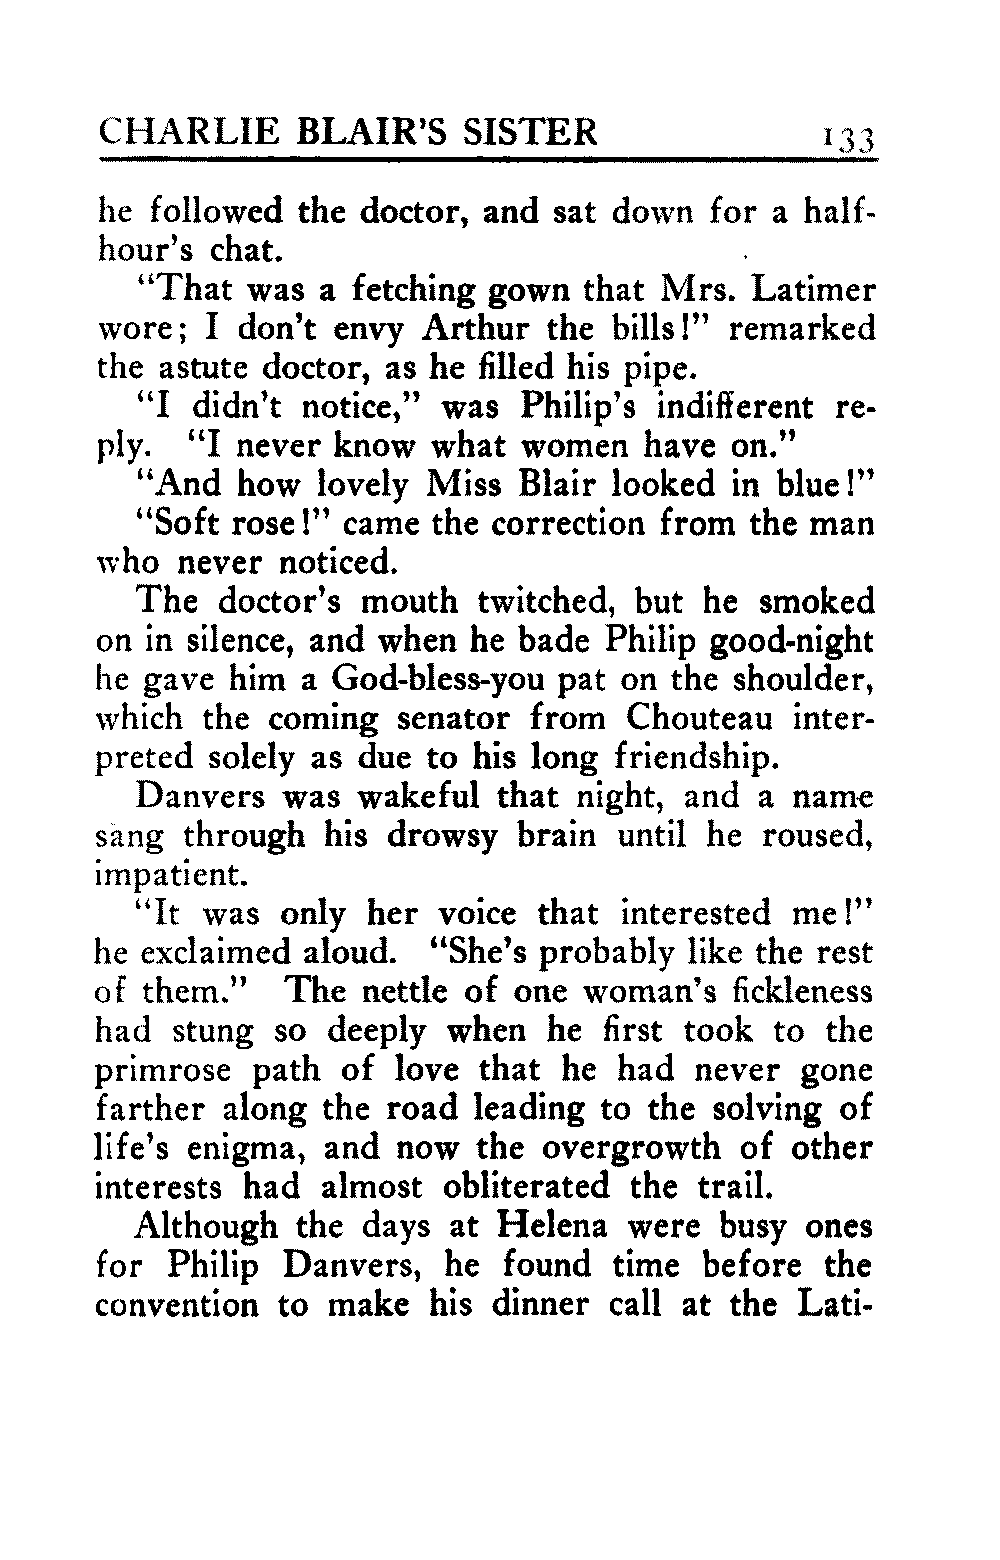 CHARLIE BLAIR'S SISTER 133
he followed the doctor, and sat down for a half-
hour's chat.
"That was a fetching gown that Mrs. Latimer
wore; I don't envy Arthur the bills!" remarked
the astute doctor, as he filled his pipe.
"I didn't notice," was Philip's indifferent re-
ply. "I never know what women have on."
"And how lovely Miss Blair looked in blue!"
"Soft rose!" came the correction from the man
who never noticed.
The doctor's mouth twitched, but he smoked
on in silence, and when he bade Philip good-night
he gave him a God-bless-you pat on the shoulder,
which the coming senator from Chouteau inter-
preted solely as due to his long friendship.
Danvers was wakeful that night, and a name
sang through his drowsy brain until he roused,
impatient.
"It was only her voice that interested me!"
he exclaimed aloud. "She's probably like the rest
of them." The nettle of one woman's fickleness
had stung so deeply when he first took to the
primrose path of love that he had never gone
farther along the road leading to the solving of
life's enigma, and now the overgrowth of other
interests had almost obliterated the trail.
Although the days at Helena were busy ones
for Philip Danvers, he found time before the
convention to make his dinner call at the Lati-